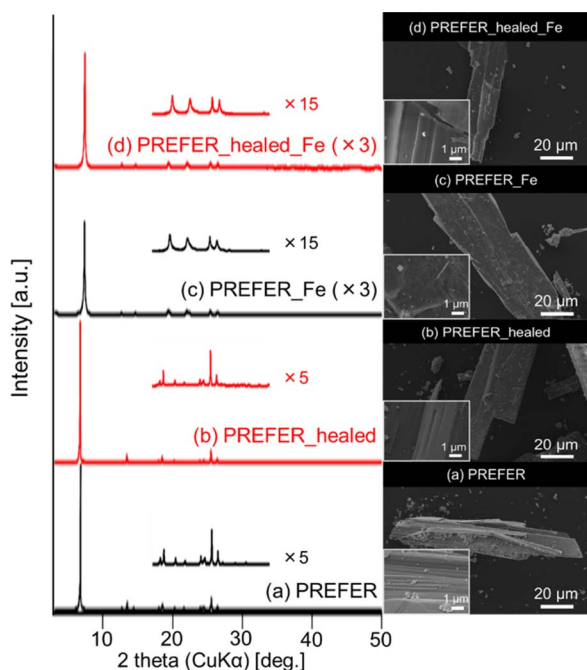 (d) PREFER_healed_Fe
×15
(d) PREFER_healed_Fe (×3)
1 µm
20 µm
(c) PREFER_Fe
×15
(c) PREFER_Fe (×3)
1 µm
20 µm
(b) PREFER_healed
×5
(b) PREFER_healed
1 µm
20 µm
(a) PREFER
×5
(a) PREFER
1 µm
20 µm
Intensity [a.u.]
10 20 30 40 50
2 theta (CuKα) [deg.]